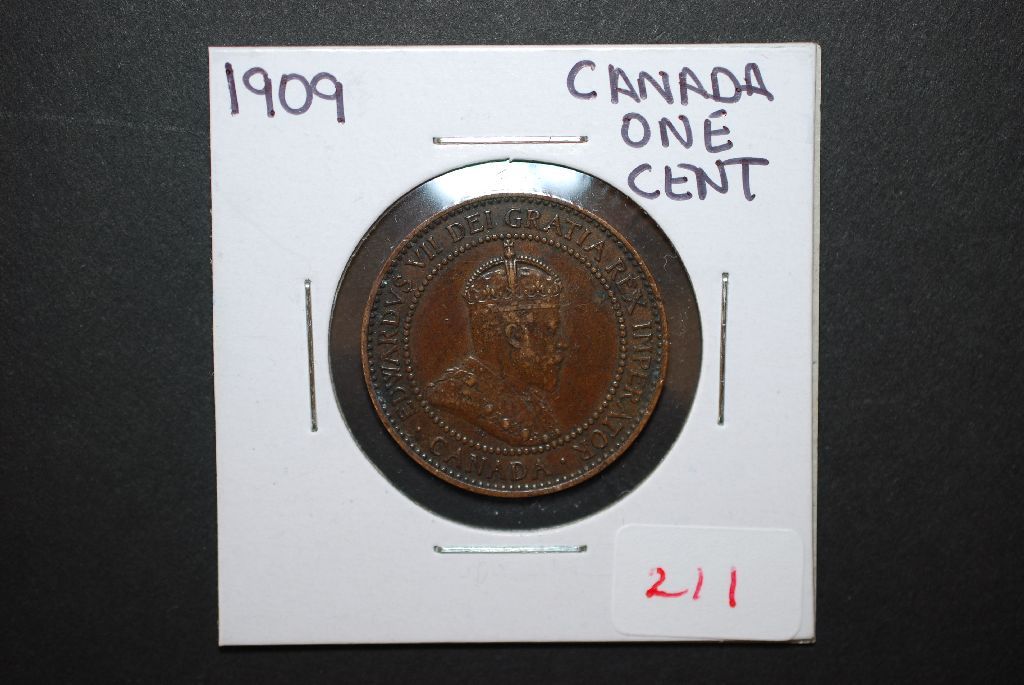 1909
CANADA
ONE
CENT
EDWARDVS VII DEI GRATIA REX IMPERATOR
· CANADA ·
211